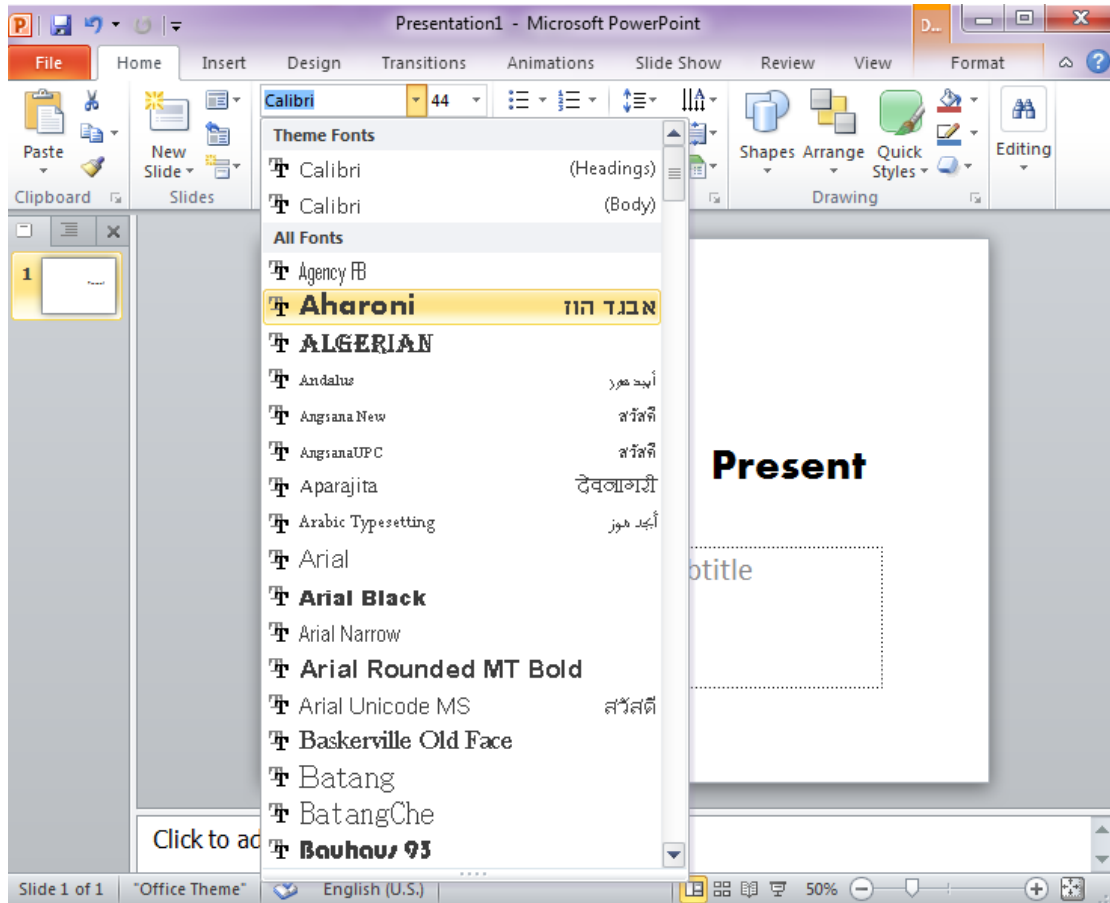 Presentation1 - Microsoft PowerPoint
D...
File Home Insert Design Transitions Animations Slide Show Review View Format
Calibri 44
Paste
New Slide
Shapes Arrange Quick Styles
Editing
Clipboard Slides Drawing
Theme Fonts
Calibri (Headings)
Calibri (Body)
All Fonts
Agency FB
Aharoni אבגד הוז
ALGERIAN
Andalus أبجد هوز
Angsana New สวัสดี
AngsanaUPC สวัสดี
Aparajita देवनागरी
Arabic Typesetting أبجد هوز
Arial
Arial Black
Arial Narrow
Arial Rounded MT Bold
Arial Unicode MS สวัสดี
Baskerville Old Face
Batang
BatangChe
Bauhaus 93
1
Present
Present
btitle
Click to ad
Slide 1 of 1 "Office Theme" English (U.S.) 50%